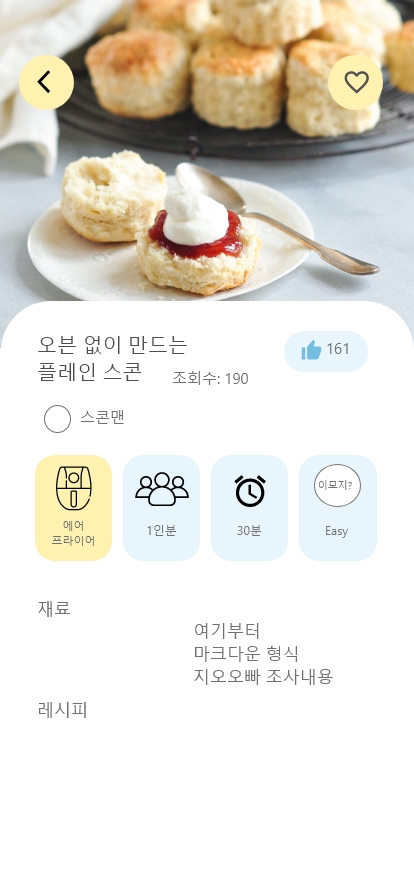 오븐 없이 만드는
플레인 스콘
조회수: 190
161
스콘맨
에어
프라이어
1인분
30분
이모지?
Easy
재료
여기부터
마크다운 형식
지오오빠 조사내용
레시피